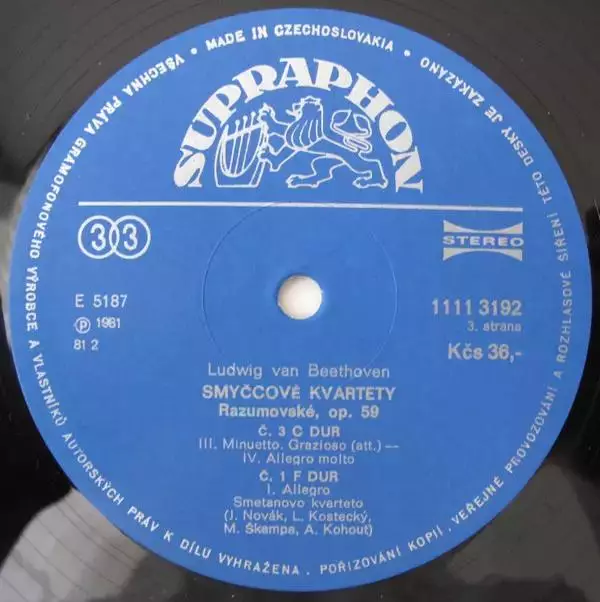 VŠECHNA PRÁVA GRAMOFONOVÉHO VÝROBCE A VLASTNÍKŮ AUTORSKÝCH PRÁV K DÍLU VYHRAŽENA. POŘIZOVÁNÍ KOPIÍ. VEŘEJNÉ PROVOZOVÁNÍ A ROZHLASOVÉ ŠÍŘENÍ TÉTO DESKY JE ZAKÁZÁNO • MADE IN CZECHOSLOVAKIA •
SUPRAPHON
33
STEREO
E 5187
℗ 1981
81 2
1111 3192
3. strana
Kčs 36,-
Ludwig van Beethoven
SMYČCOVÉ KVARTETY
Razumovské, op. 59
Č. 3 C DUR
III. Minuetto. Grazioso (att.) —
IV. Allegro molto
Č. 1 F DUR
I. Allegro
Smetanovo kvarteto
(J. Novák, L. Kostecký,
M. Škampa, A. Kohout)